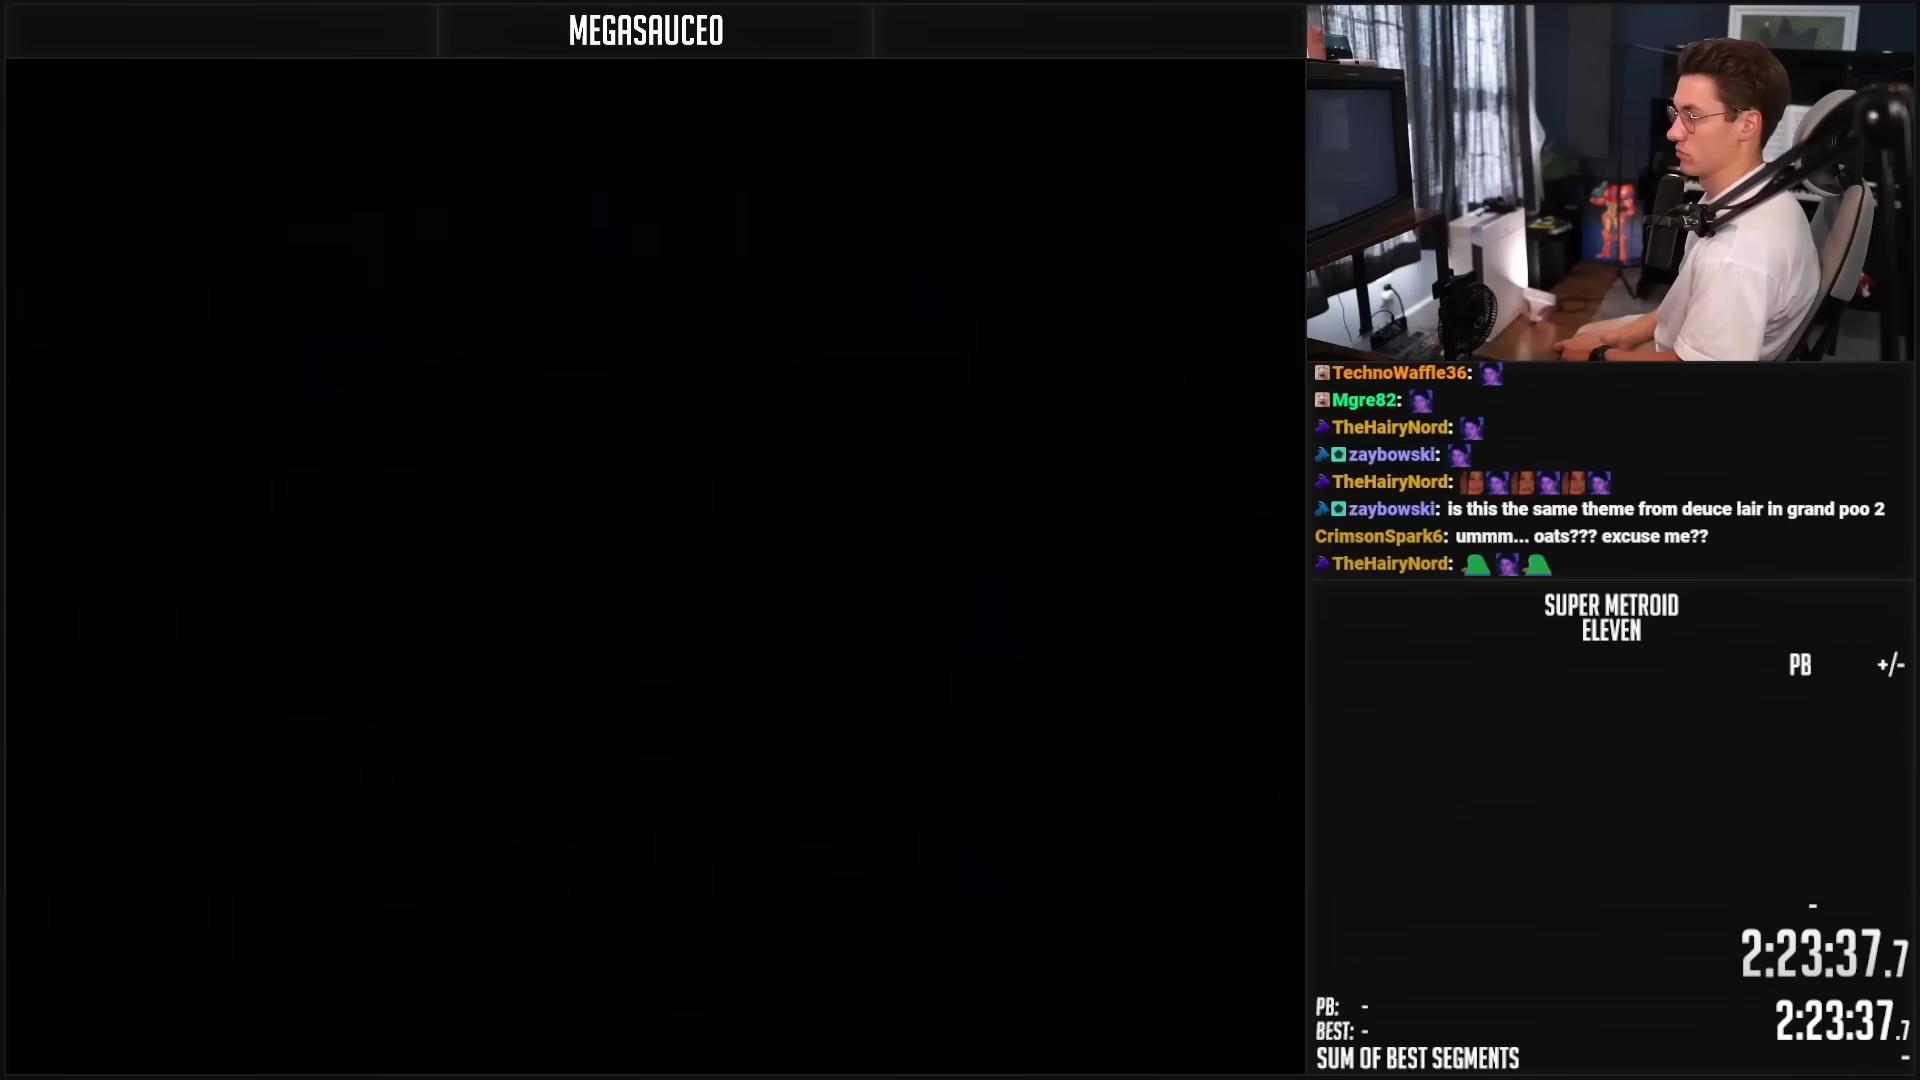 MEGASAUCEO
TechnoWaffle36:
Mgre82:
TheHairyNord:
zaybowski:
TheHairyNord:
zaybowski: is this the same theme from deuce lair in grand poo 2
CrimsonSpark6: ummm... oats??? excuse me??
TheHairyNord:
SUPER METROID
ELEVEN
PB +/-
-
2:23:37.7
PB: -
2:23:37.7
BEST: -
SUM OF BEST SEGMENTS -